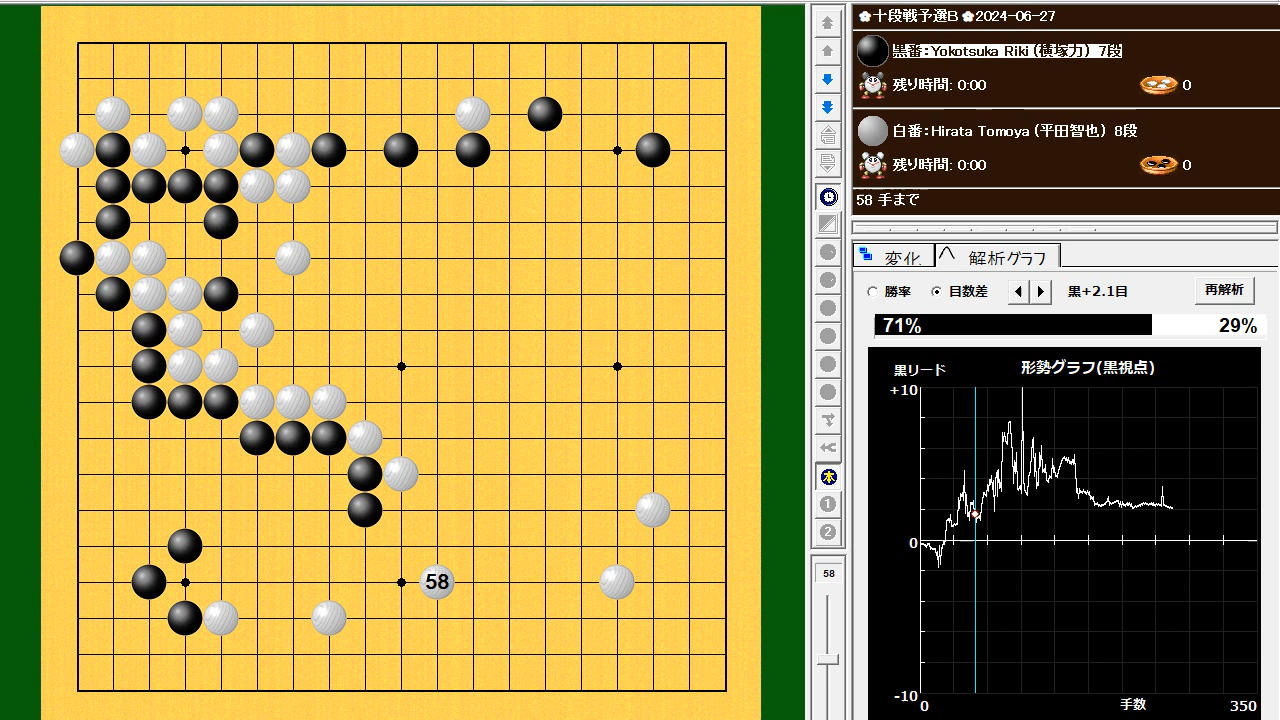 58
1
2
58
十段戦予選B 2024-06-27
黒番:Yokotsuka Riki (横塚力) 7段
残り時間: 0:00 0
白番:Hirata Tomoya (平田智也) 8段
残り時間: 0:00 0
58 手まで
変化 解析グラフ
勝率 目数差 黒+2.1目 再解析
71% 29%
形勢グラフ(黒視点)
黒リード
+10
0
-10
0 手数 350